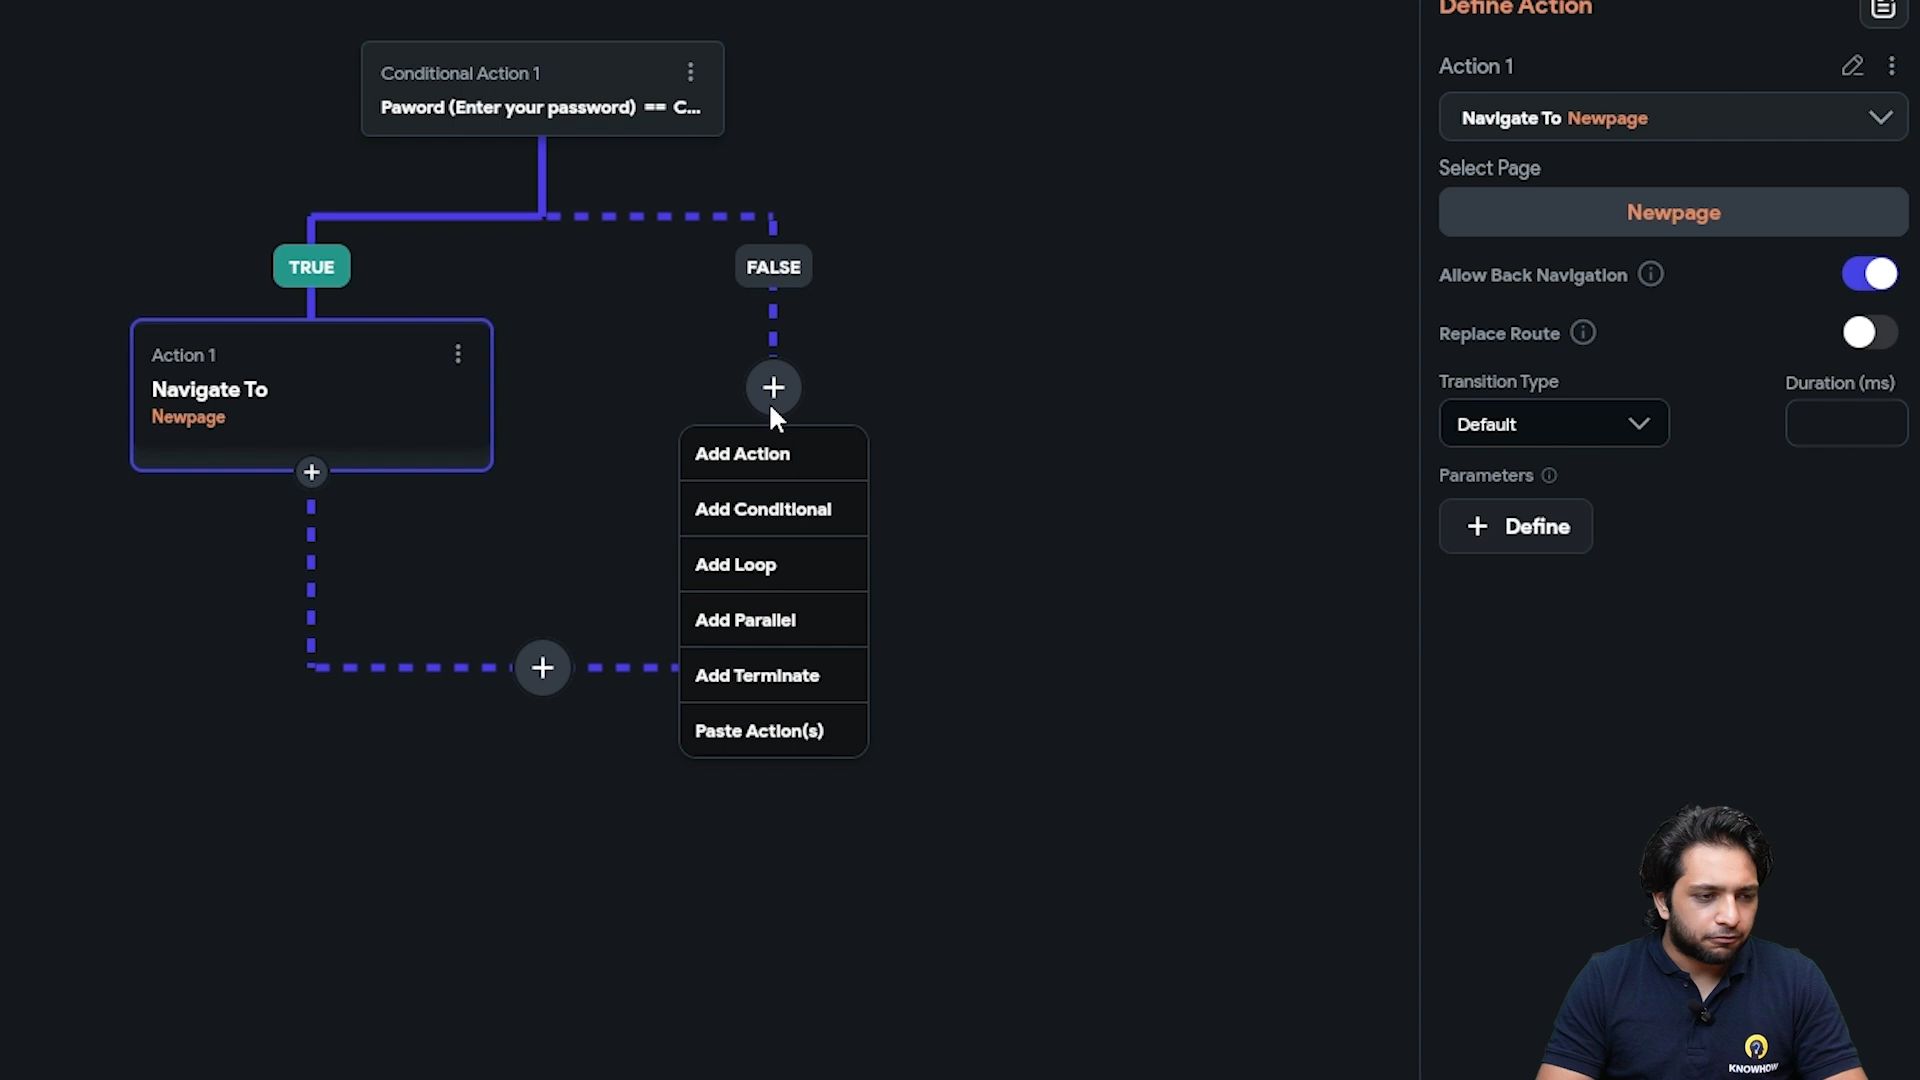 Conditional Action 1
Paword (Enter your password) == C...
TRUE
FALSE
Action 1
Navigate To
Newpage
Add Action
Add Conditional
Add Loop
Add Parallel
Add Terminate
Paste Action(s)
Define Action
Action 1
Navigate To Newpage
Select Page
Newpage
Allow Back Navigation
Replace Route
Transition Type
Duration (ms)
Default
Parameters
+ Define
KNOWHOW